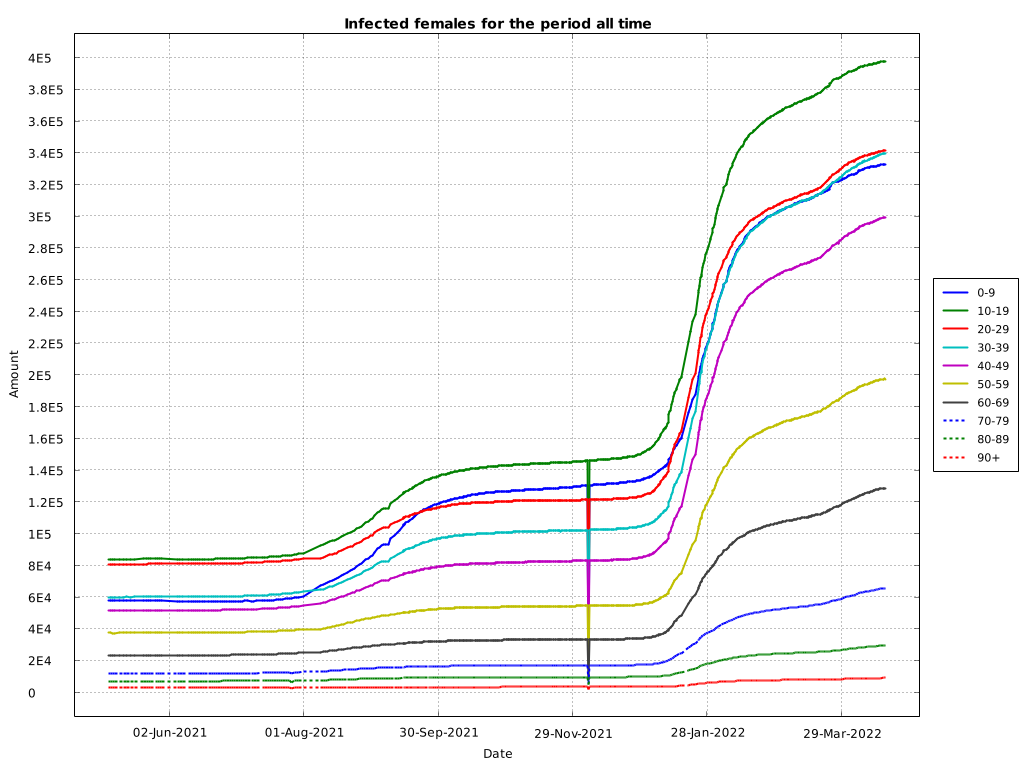 Infected females for the period all time
4E5
3.8E5
3.6E5
3.4E5
3.2E5
3E5
2.8E5
2.6E5
2.4E5
2.2E5
2E5
1.8E5
1.6E5
1.4E5
1.2E5
1E5
8E4
6E4
4E4
2E4
0
Amount
02-Jun-2021
01-Aug-2021
30-Sep-2021
29-Nov-2021
28-Jan-2022
29-Mar-2022
Date
0-9
10-19
20-29
30-39
40-49
50-59
60-69
70-79
80-89
90+